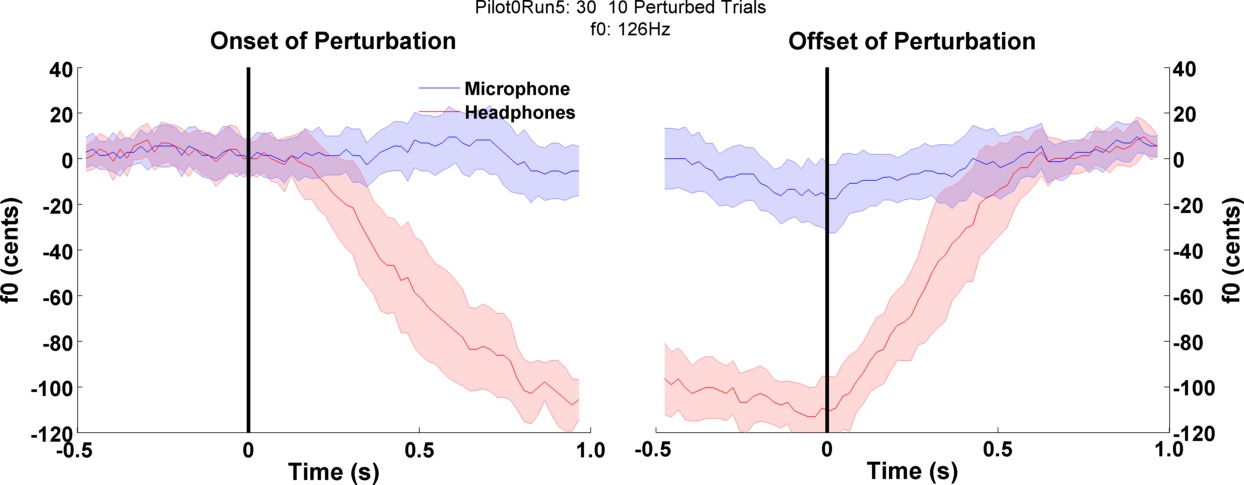 Pilot0Run5: 30  10 Perturbed Trials
f0: 126Hz
Onset of Perturbation
Offset of Perturbation
Microphone
Headphones
40
20
0
-20
-40
-60
-80
-100
-120
f0 (cents)
-0.5
0
0.5
1.0
Time (s)
-0.5
0
0.5
1.0
Time (s)
40
20
0
-20
-40
-60
-80
-100
-120
f0 (cents)